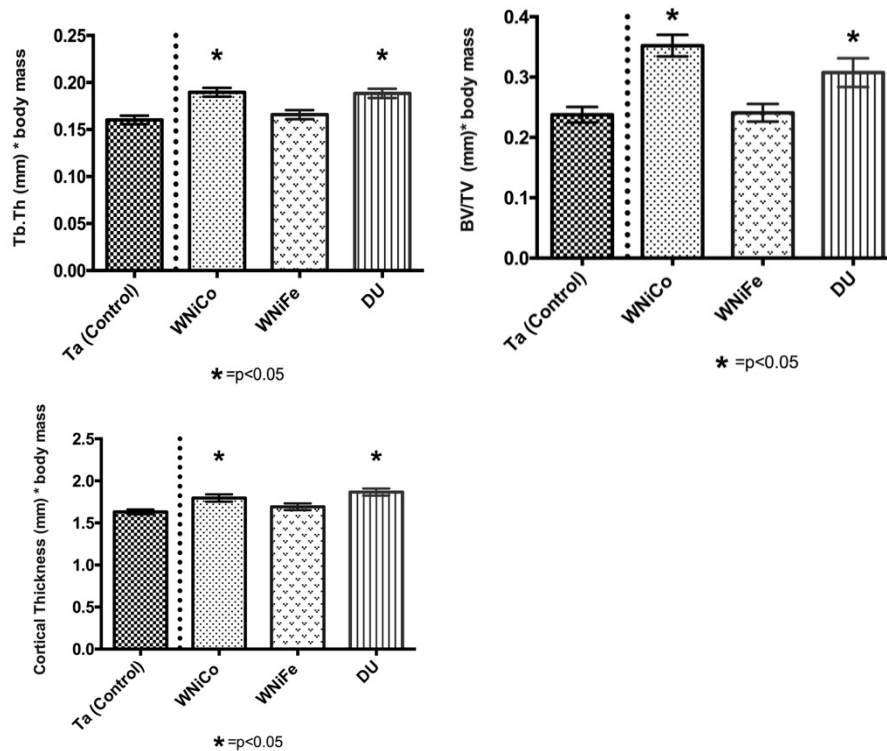 Tb.Th (mm) * body mass
0.25
0.20
0.15
0.10
0.05
0.00
*
*
Ta (Control)
WNiCo
WNiFe
DU
*=p<0.05
BV/TV (mm)* body mass
0.4
0.3
0.2
0.1
0.0
*
*
Ta (Control)
WNiCo
WNiFe
DU
* =p<0.05
Cortical Thickness (mm) * body mass
2.5
2.0
1.5
1.0
0.5
0.0
*
*
Ta (Control)
WNiCo
WNiFe
DU
*=p<0.05